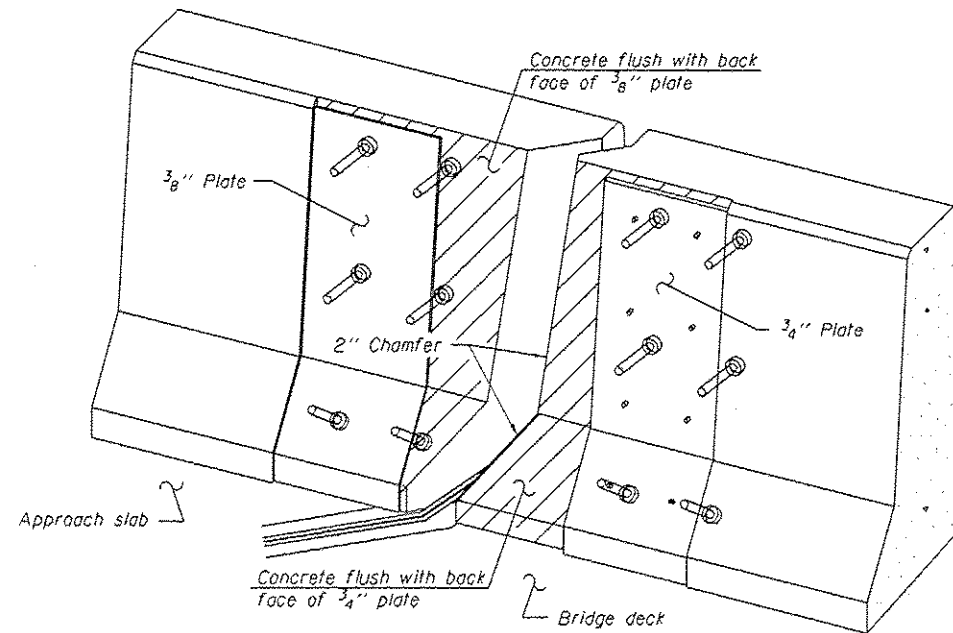 Concrete flush with back
face of 3/8" plate
3/8" Plate
3/4" Plate
2" Chamfer
Approach slab
Concrete flush with back
face of 3/4" plate
Bridge deck